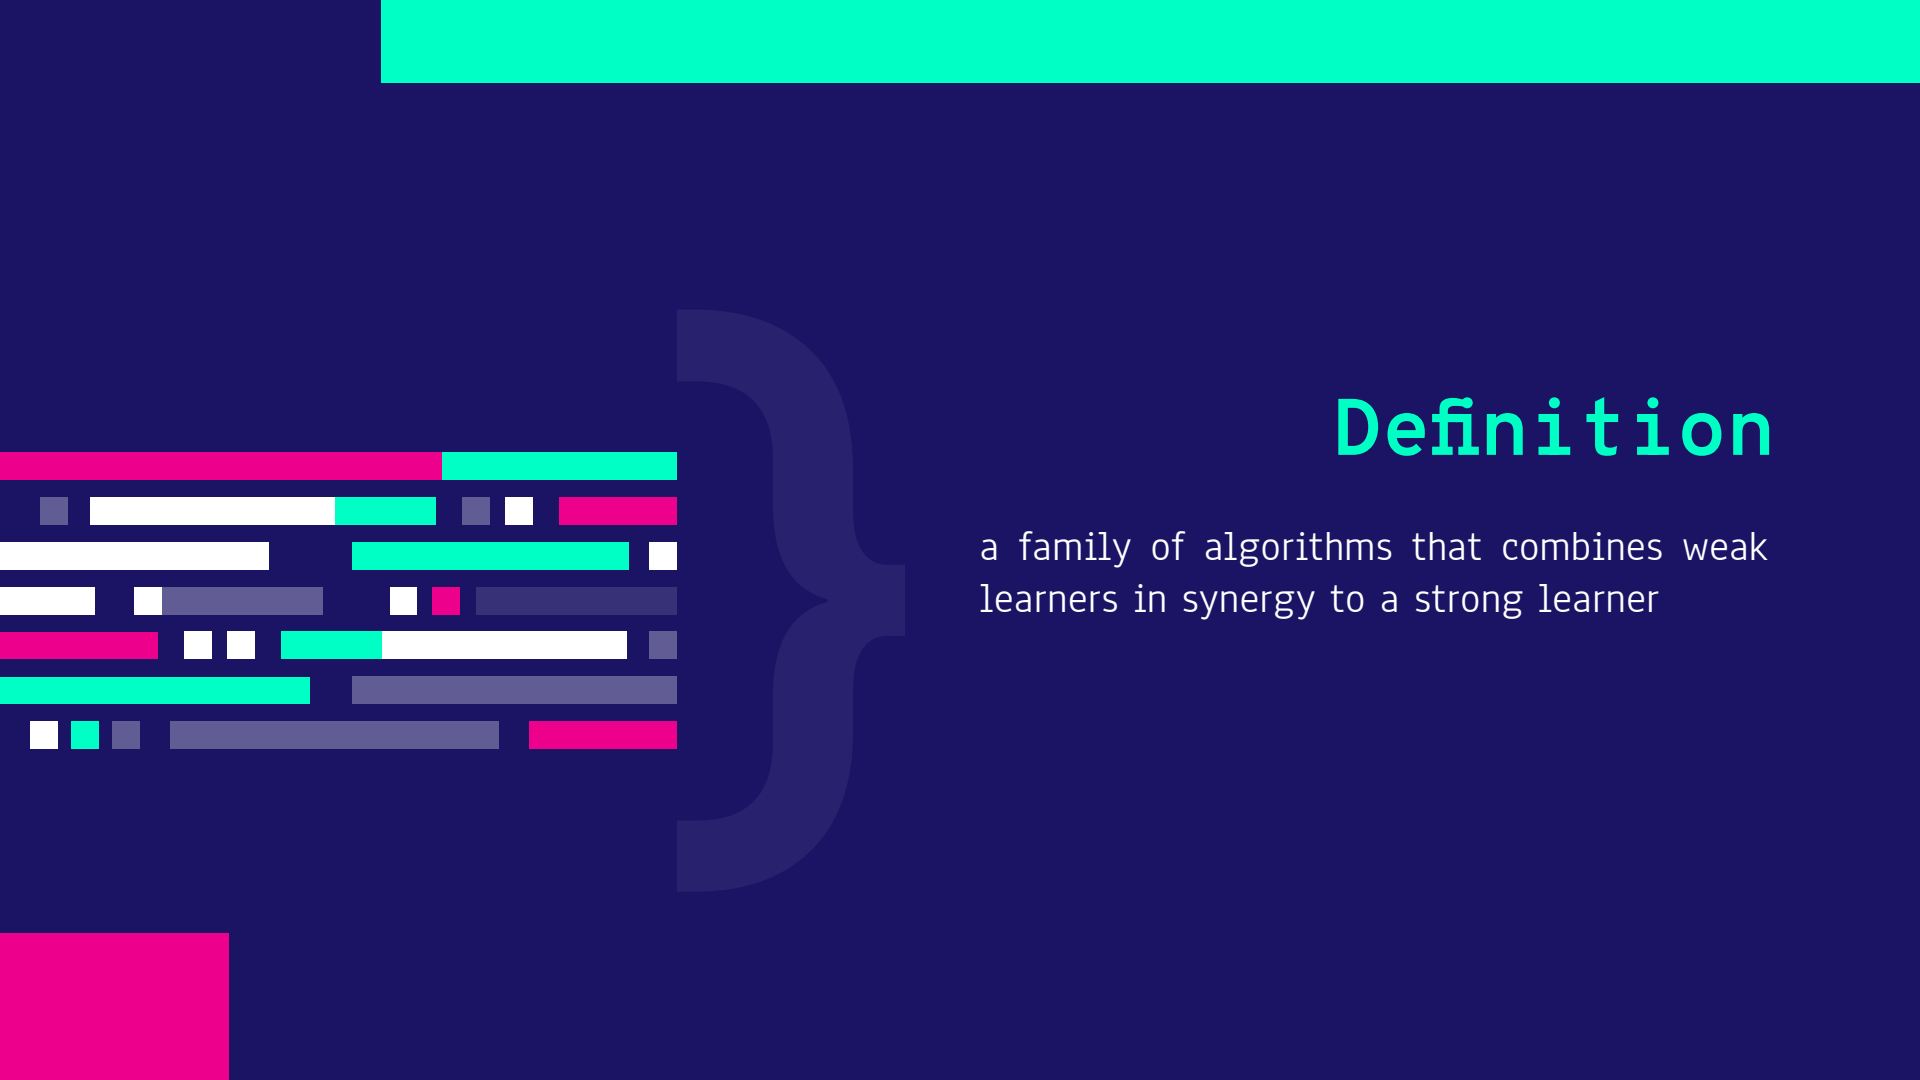 Definition
a family of algorithms that combines weak
learners in synergy to a strong learner